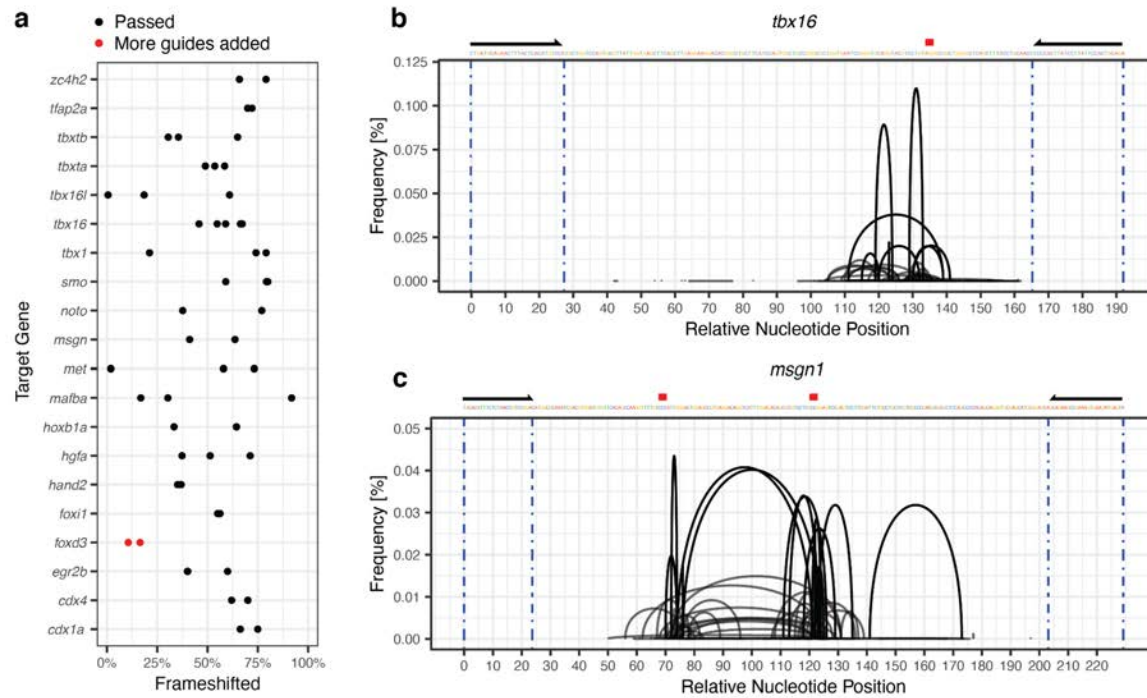 a
Passed
More guides added
Target Gene
zc4h2
tfap2a
tbxtb
tbxta
tbx16l
tbx16
tbx1
smo
noto
msgn
met
mafba
hoxb1a
hgfa
hand2
foxi1
foxd3
egr2b
cdx4
cdx1a
0% 25% 50% 75% 100%
Frameshifted
b
tbx16
Frequency [%]
0.125
0.100
0.075
0.050
0.025
0.000
0 10 20 30 40 50 60 70 80 90 100 110 120 130 140 150 160 170 180 190
Relative Nucleotide Position
c
msgn1
Frequency [%]
0.05
0.04
0.03
0.02
0.01
0.00
0 10 20 30 40 50 60 70 80 90 100 110 120 130 140 150 160 170 180 190 200 210 220
Relative Nucleotide Position